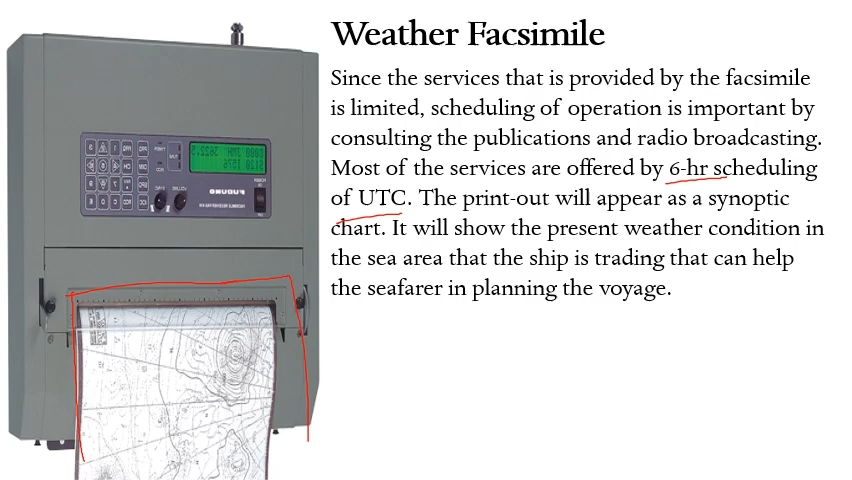 Weather Facsimile
Since the services that is provided by the facsimile
is limited, scheduling of operation is important by
consulting the publications and radio broadcasting.
Most of the services are offered by 6-hr scheduling
of UTC. The print-out will appear as a synoptic
chart. It will show the present weather condition in
the sea area that the ship is trading that can help
the seafarer in planning the voyage.
FURUNO